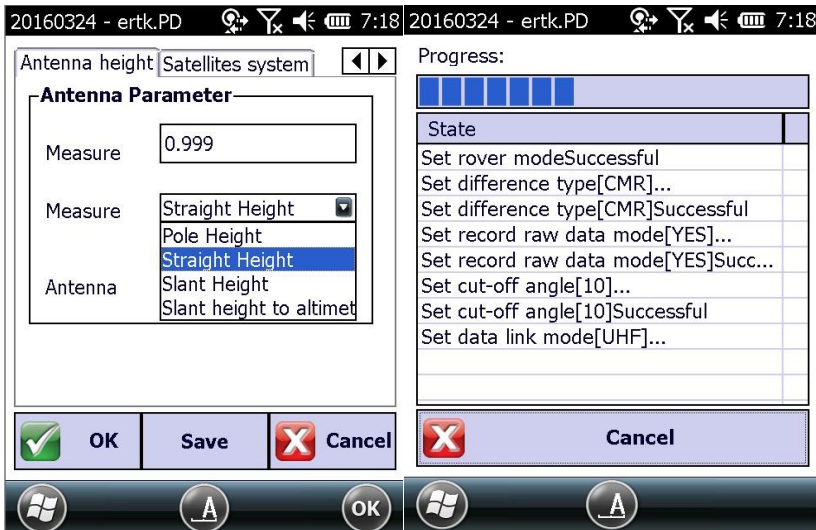 20160324 - ertk.PD 7:18
Antenna height Satellites system
Antenna Parameter
Measure 0.999
Measure Straight Height
Pole Height
Straight Height
Antenna Slant Height
Slant height to altimet
OK Save Cancel
A OK
20160324 - ertk.PD 7:18
Progress:
State
Set rover modeSuccessful
Set difference type[CMR]...
Set difference type[CMR]Successful
Set record raw data mode[YES]...
Set record raw data mode[YES]Succ...
Set cut-off angle[10]...
Set cut-off angle[10]Successful
Set data link mode[UHF]...
Cancel
A